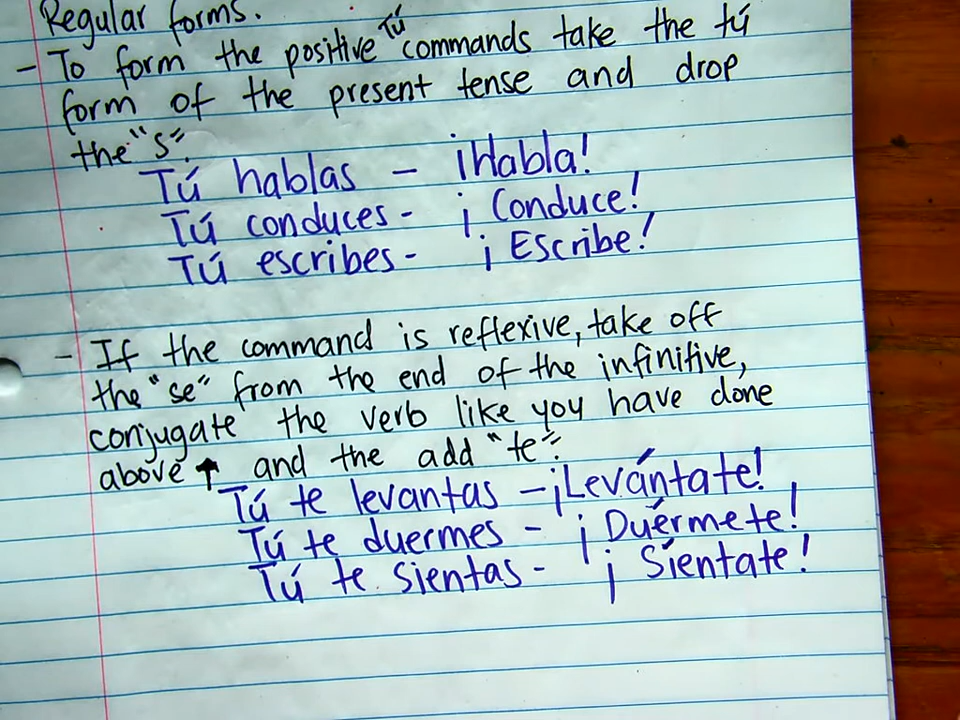 Regular forms.
- To form the positive Tú commands take the tú
form of the present tense and drop
the "s".
Tú hablas - ¡Habla!
Tú conduces - ¡Conduce!
Tú escribes - ¡Escribe!
- If the command is reflexive, take off
the "se" from the end of the infinitive,
conjugate the verb like you have done
above ↑ and the add "te".
Tú te levantas - ¡Levántate!
Tú te duermes - ¡Duérmete!
Tú te sientas - ¡Síentate!